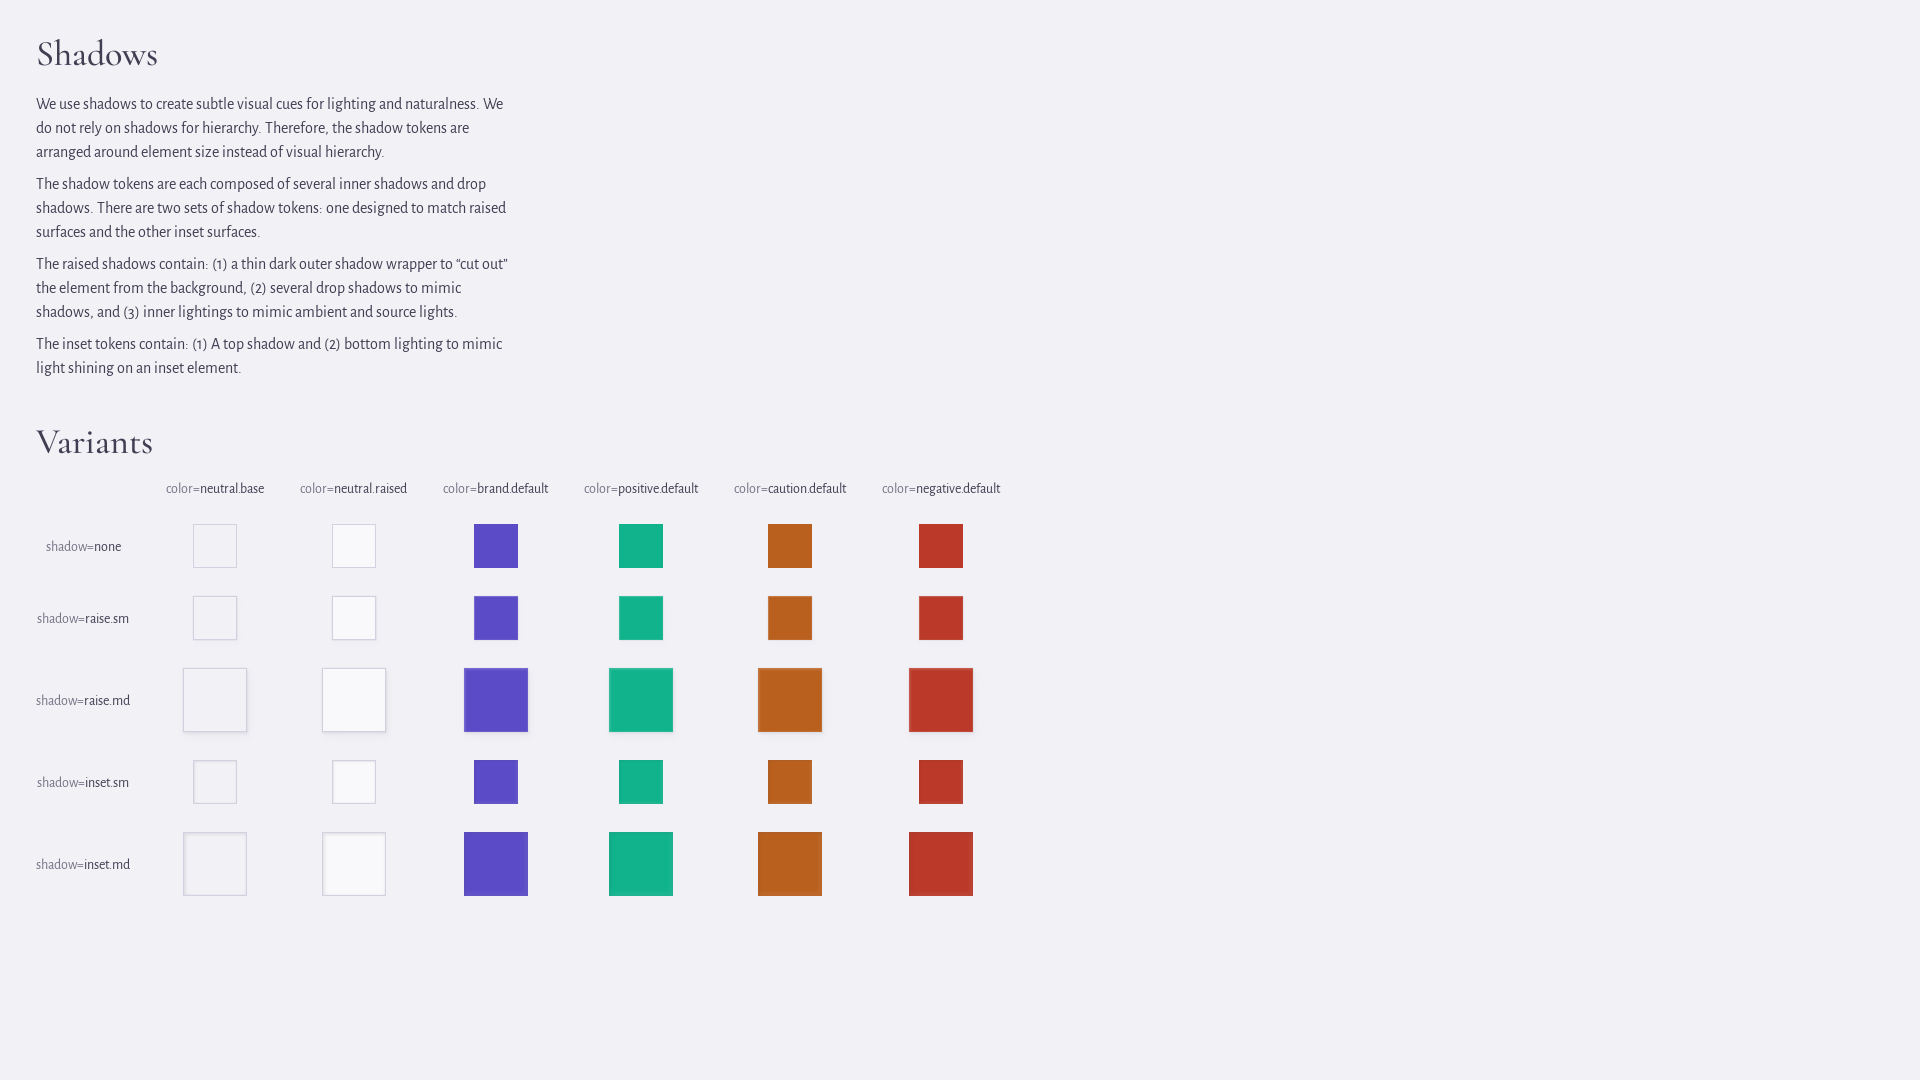 Shadows
We use shadows to create subtle visual cues for lighting and naturalness. We
do not rely on shadows for hierarchy. Therefore, the shadow tokens are
arranged around element size instead of visual hierarchy.
The shadow tokens are each composed of several inner shadows and drop
shadows. There are two sets of shadow tokens: one designed to match raised
surfaces and the other inset surfaces.
The raised shadows contain: (1) a thin dark outer shadow wrapper to “cut out”
the element from the background, (2) several drop shadows to mimic
shadows, and (3) inner lightings to mimic ambient and source lights.
The inset tokens contain: (1) A top shadow and (2) bottom lighting to mimic
light shining on an inset element.
Variants
color=neutral.base color=neutral.raised color=brand.default color=positive.default color=caution.default color=negative.default
shadow=none
shadow=raise.sm
shadow=raise.md
shadow=inset.sm
shadow=inset.md